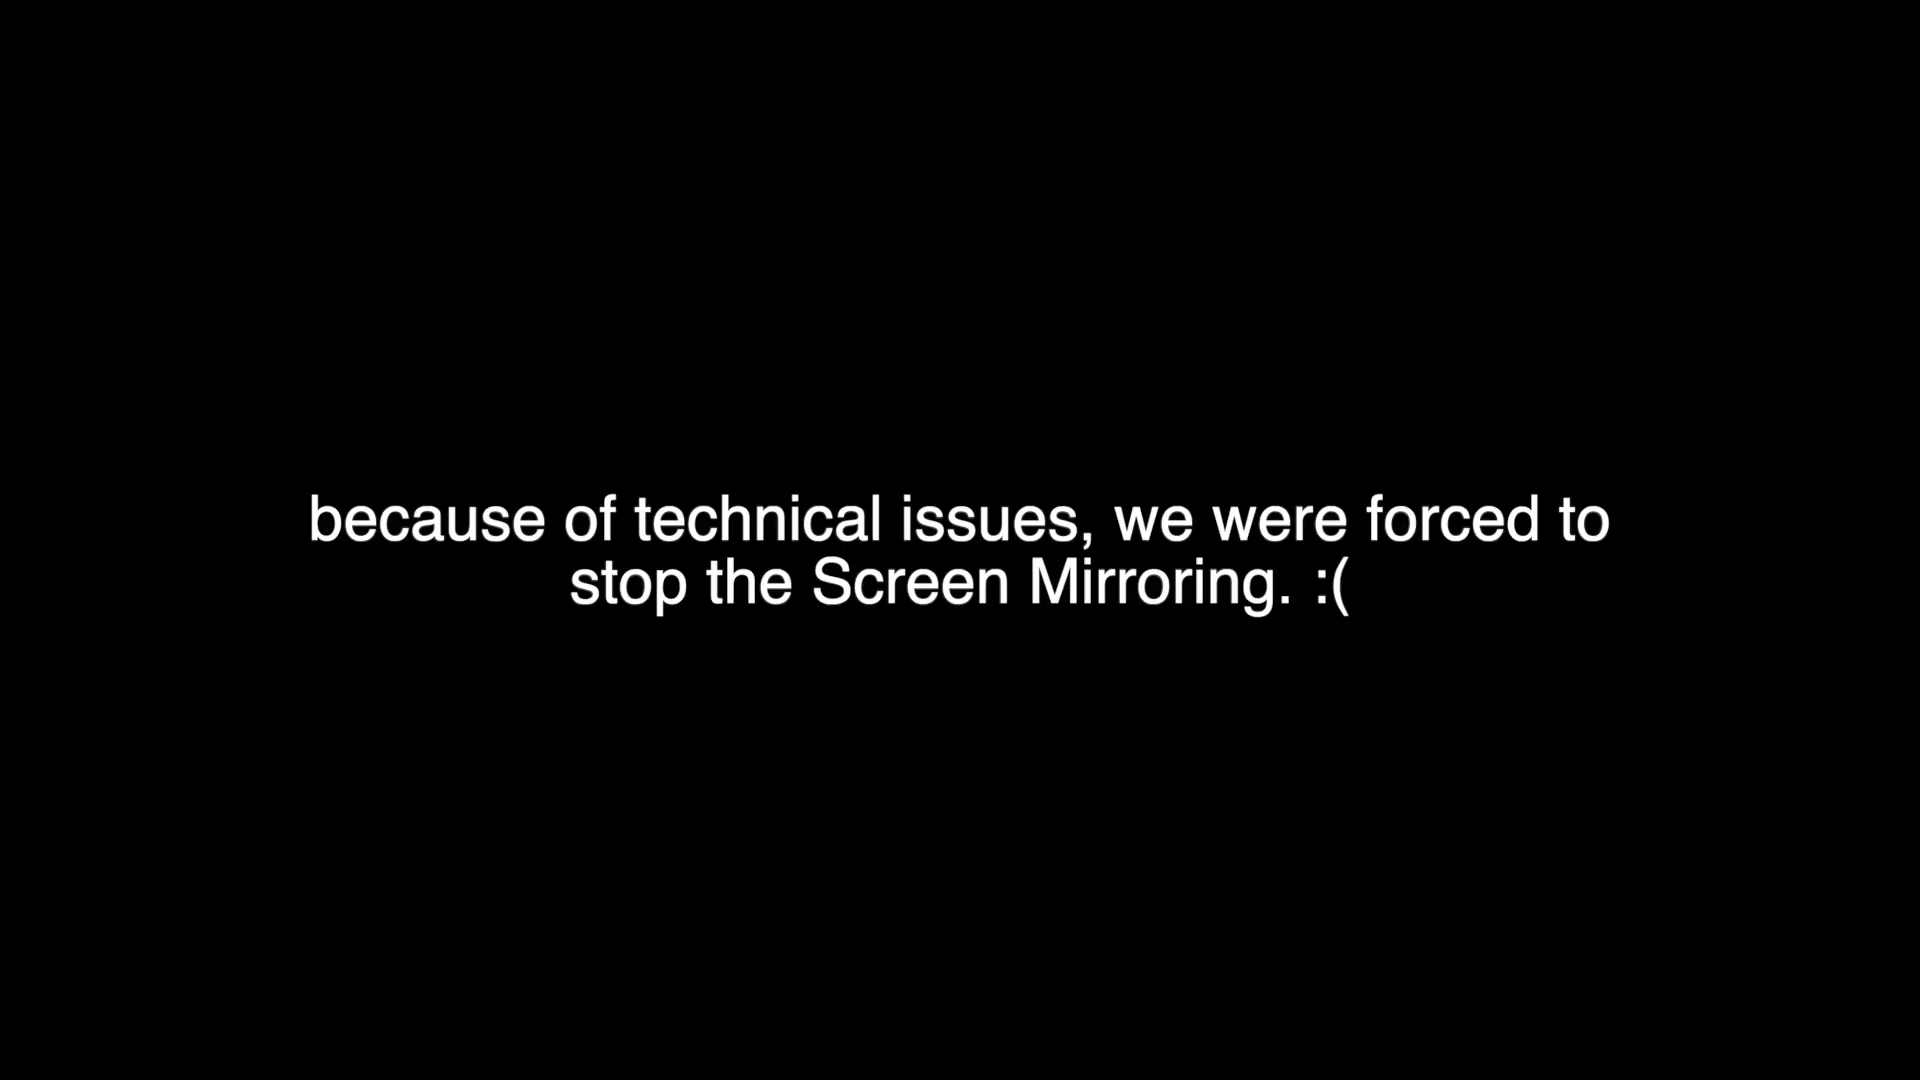 because of technical issues, we were forced to
stop the Screen Mirroring. :(